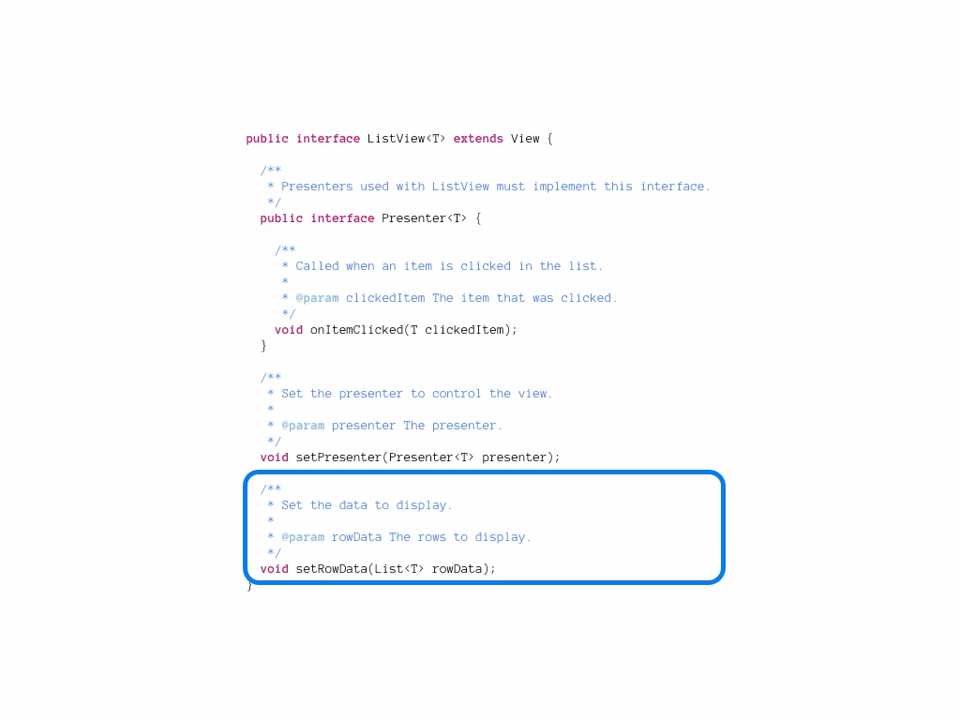 public interface ListView<T> extends View {
/**
* Presenters used with ListView must implement this interface.
*/
public interface Presenter<T> {
/**
* Called when an item is clicked in the list.
*
* @param clickedItem The item that was clicked.
*/
void onItemClicked(T clickedItem);
}
/**
* Set the presenter to control the view.
*
* @param presenter The presenter.
*/
void setPresenter(Presenter<T> presenter);
/**
* Set the data to display.
*
* @param rowData The rows to display.
*/
void setRowData(List<T> rowData);
}